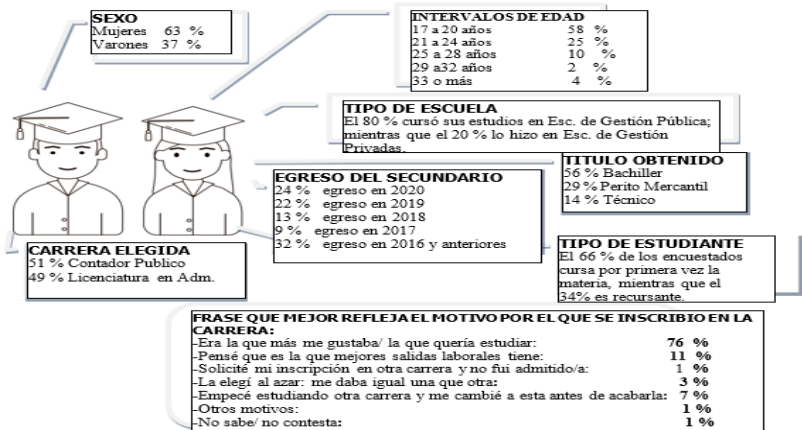 SEXO
Mujeres 63 %
Varones 37 %
INTERVALOS DE EDAD
17 a 20 años 58 %
21 a 24 años 25 %
25 a 28 años 10 %
29 a32 años 2 %
33 o más 4 %
TIPO DE ESCUELA
El 80 % cursó sus estudios en Esc. de Gestión Pública;
mientras que el 20 % lo hizo en Esc. de Gestión
Privadas.
TITULO OBTENIDO
56 % Bachiller
29 % Perito Mercantil
14 % Técnico
EGRESO DEL SECUNDARIO
24 % egreso en 2020
22 % egreso en 2019
13 % egreso en 2018
9 % egreso en 2017
32 % egreso en 2016 y anteriores
CARRERA ELEGIDA
51 % Contador Publico
49 % Licenciatura en Adm.
TIPO DE ESTUDIANTE
El 66 % de los encuestados
cursa por primera vez la
materia, mientras que el
34% es recursante.
FRASE QUE MEJOR REFLEJA EL MOTIVO POR EL QUE SE INSCRIBIO EN LA
CARRERA:
-Era la que más me gustaba/ la que quería estudiar: 76 %
-Pensé que es la que mejores salidas laborales tiene: 11 %
-Solicité mi inscripción en otra carrera y no fui admitido/a: 1 %
-La elegí al azar: me daba igual una que otra: 3 %
-Empecé estudiando otra carrera y me cambié a esta antes de acabarla: 7 %
-Otros motivos: 1 %
-No sabe/ no contesta: 1 %